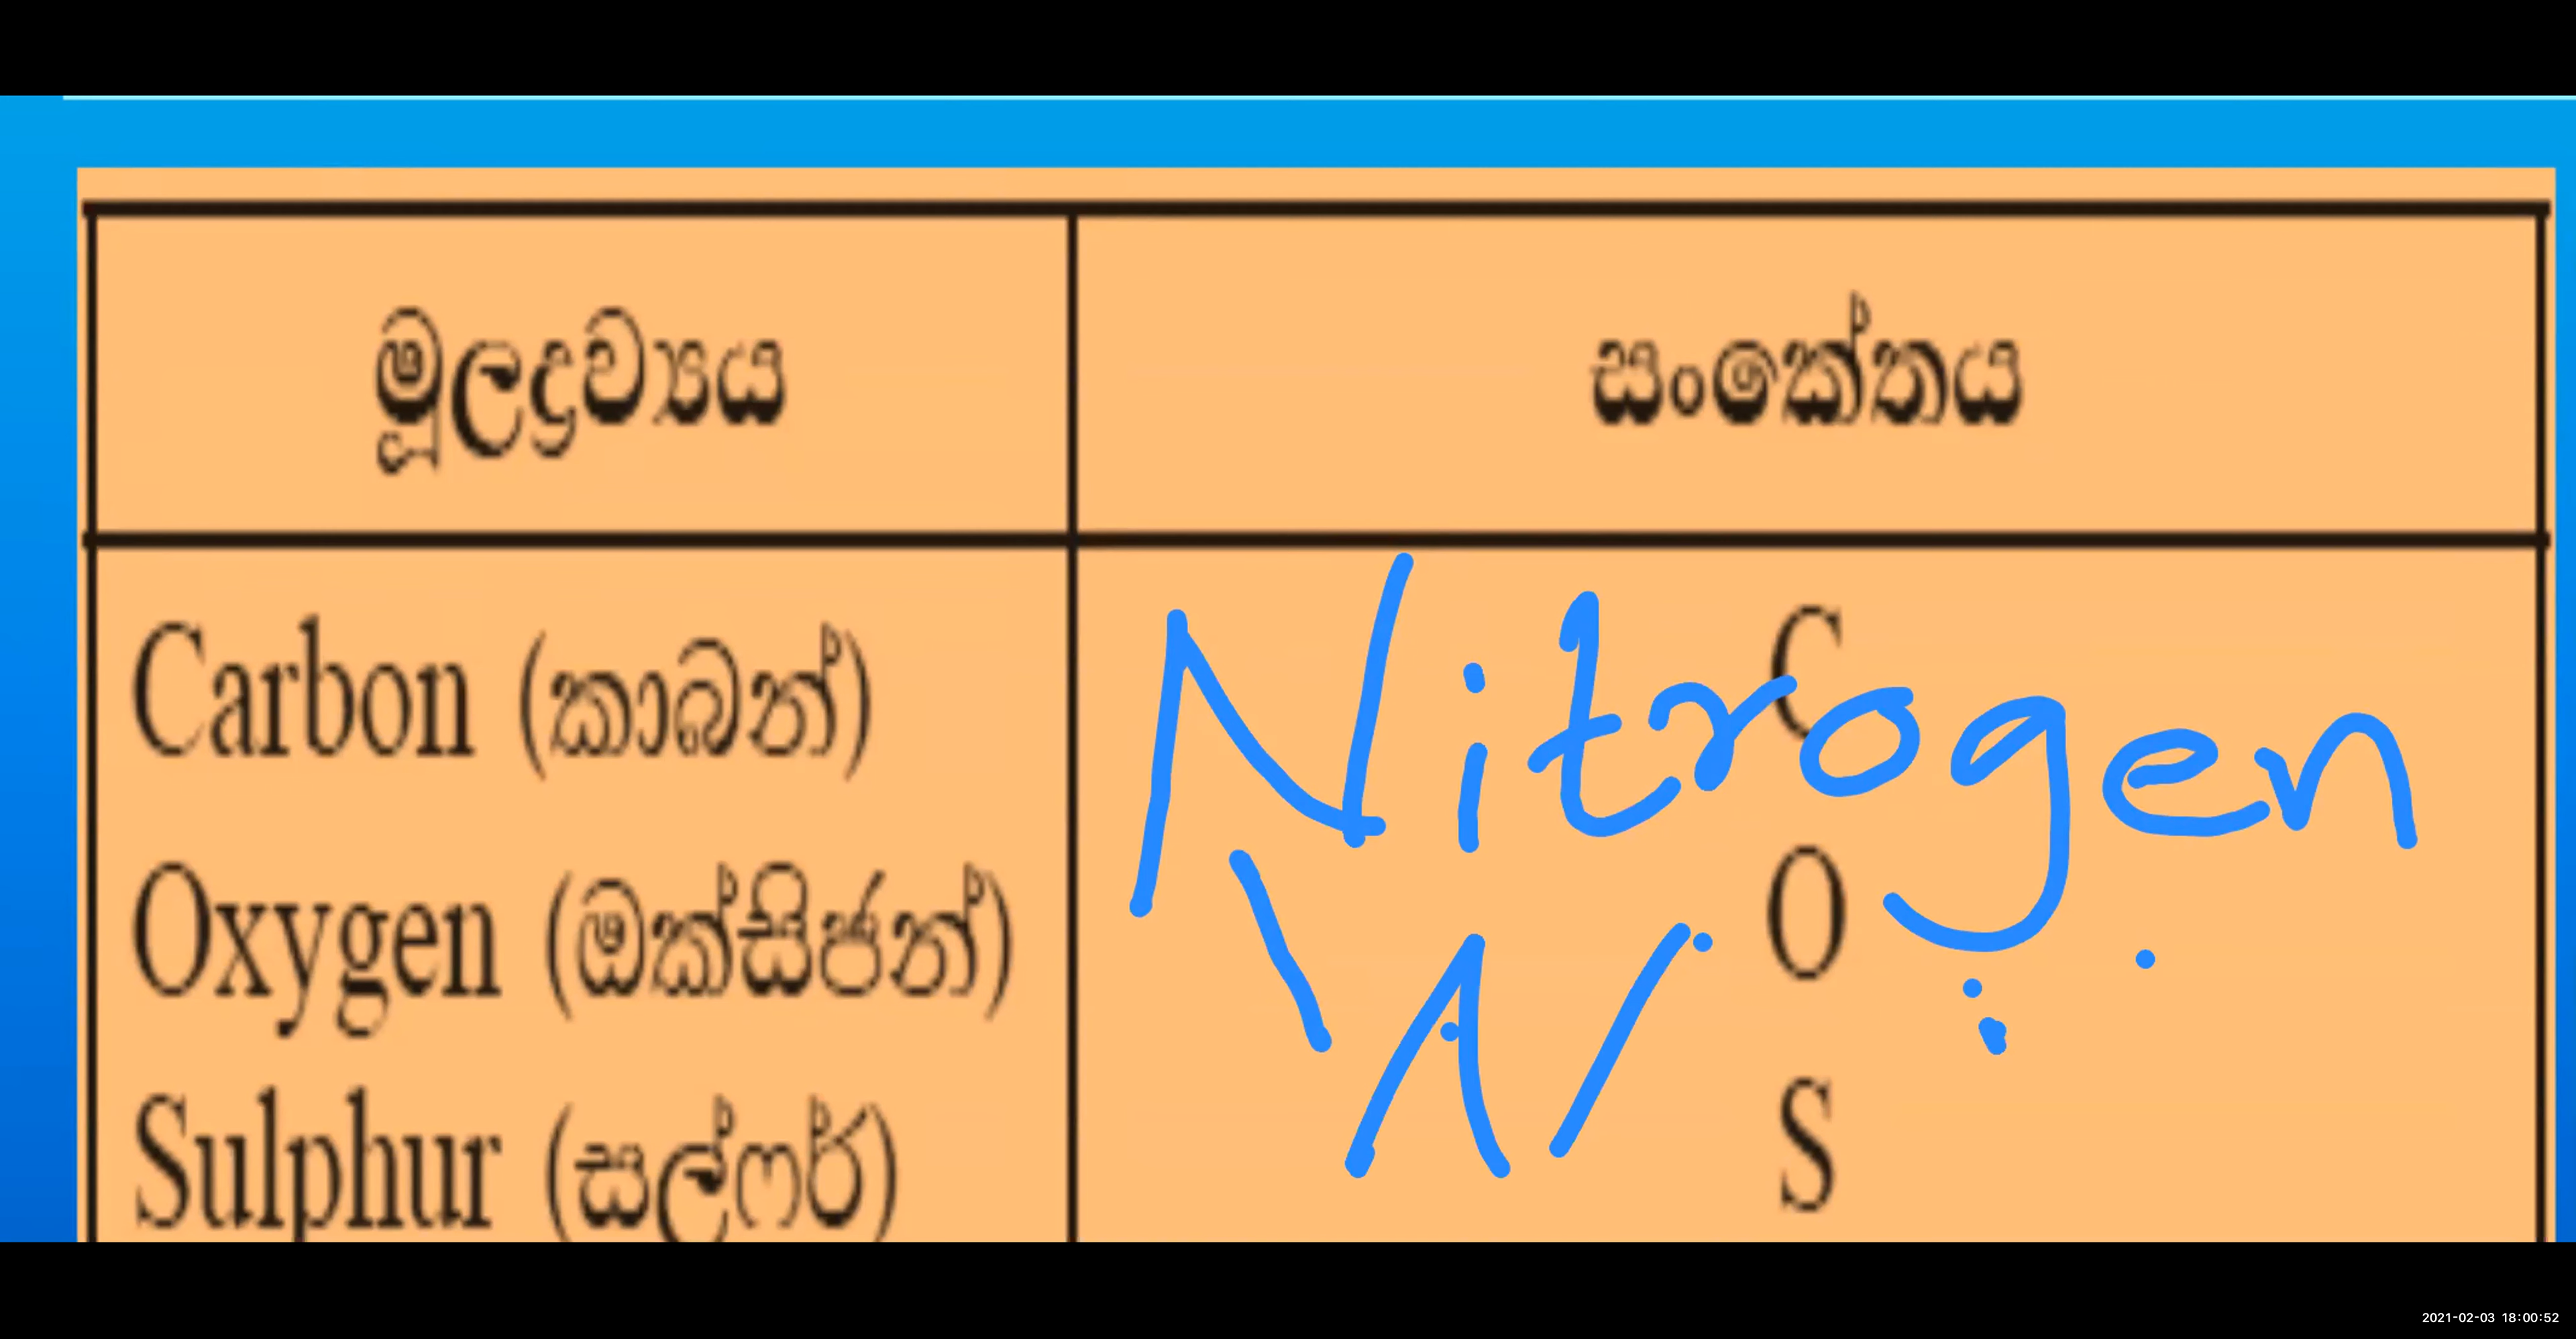 මූලද්‍රව්‍යය සංකේතය
Carbon (කාබන්) C
Nitrogen
Oxygen (ඔක්සිජන්) O
N
Sulphur (සල්ෆර්) S
2021-02-03 18:00:52